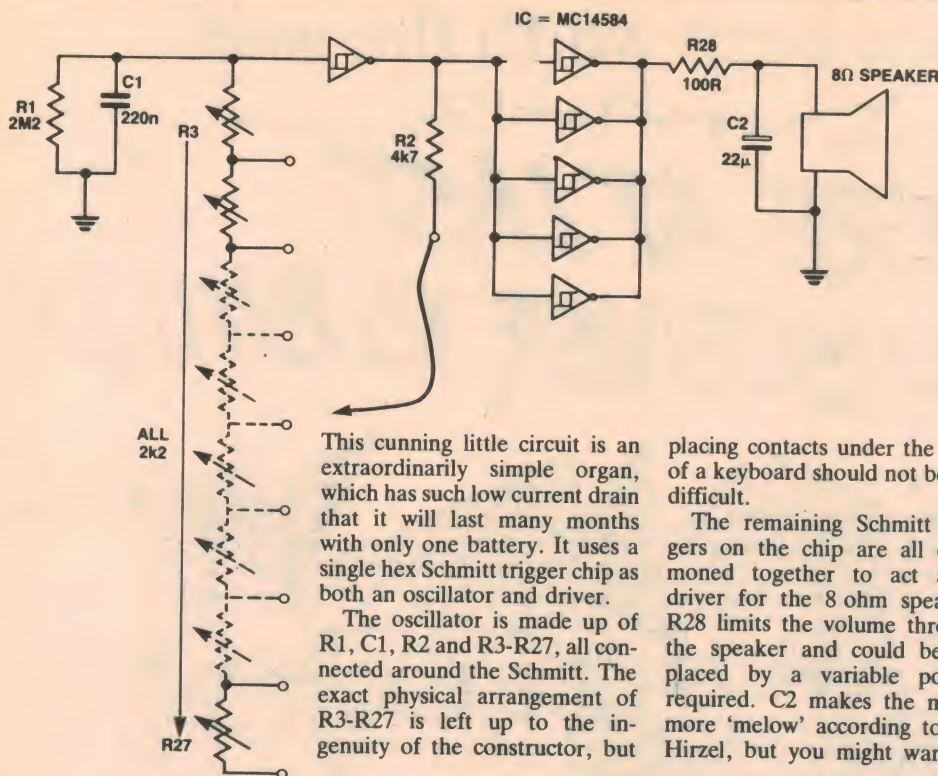 IC = MC14584
R28
100R
8Ω SPEAKER
C1
220n
R1
2M2
R3
R2
4k7
C2
22μ
ALL
2k2
R27
This cunning little circuit is an
extraordinarily simple organ,
which has such low current drain
that it will last many months
with only one battery. It uses a
single hex Schmitt trigger chip as
both an oscillator and driver.
The oscillator is made up of
R1, C1, R2 and R3-R27, all con-
nected around the Schmitt. The
exact physical arrangement of
R3-R27 is left up to the in-
genuity of the constructor, but
placing contacts under the
of a keyboard should not be
difficult.
The remaining Schmitt
gers on the chip are all
moned together to act
driver for the 8 ohm
R28 limits the volume
the speaker and could
placed by a variable
required. C2 makes the
more 'melow' according to
Hirzel, but you might